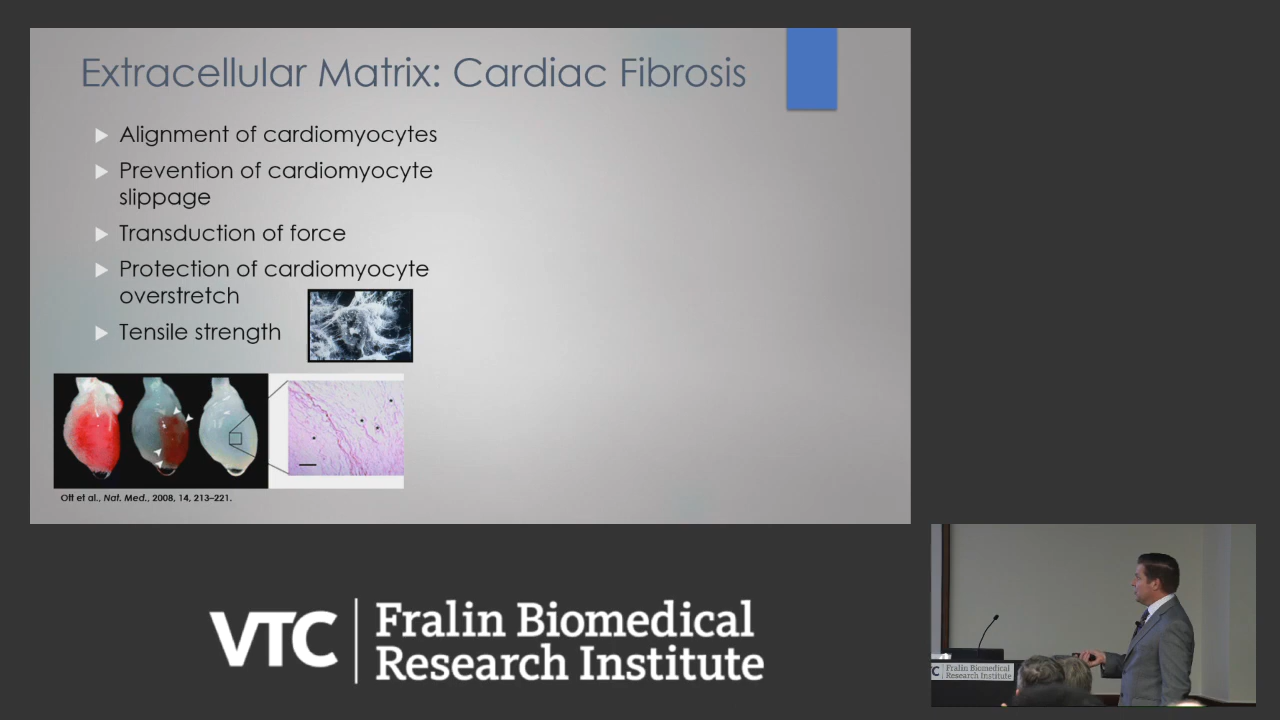 Extracellular Matrix: Cardiac Fibrosis
Alignment of cardiomyocytes
Prevention of cardiomyocyte
slippage
Transduction of force
Protection of cardiomyocyte
overstretch
Tensile strength
Ott et al., Nat. Med., 2008, 14, 213–221.
VTC
Fralin Biomedical
Research Institute
C
Fralin Biomedical
Research Institute